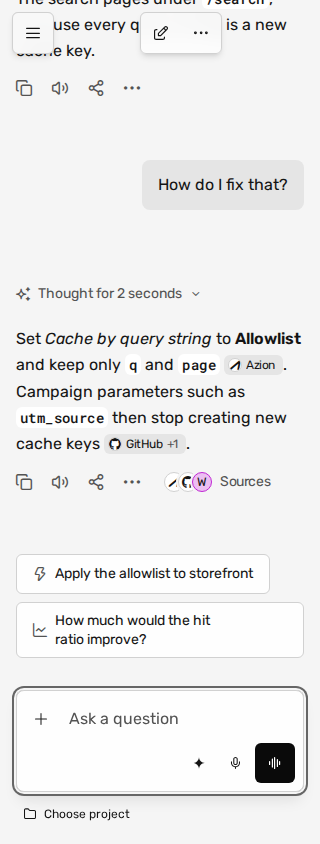 The search pages under /search,
use every q is a new
cache key.
How do I fix that?
Thought for 2 seconds
Set Cache by query string to Allowlist
and keep only q and page Azion.
Campaign parameters such as
utm_source then stop creating new
cache keys GitHub +1.
W Sources
Apply the allowlist to storefront
How much would the hit
ratio improve?
Ask a question
Choose project